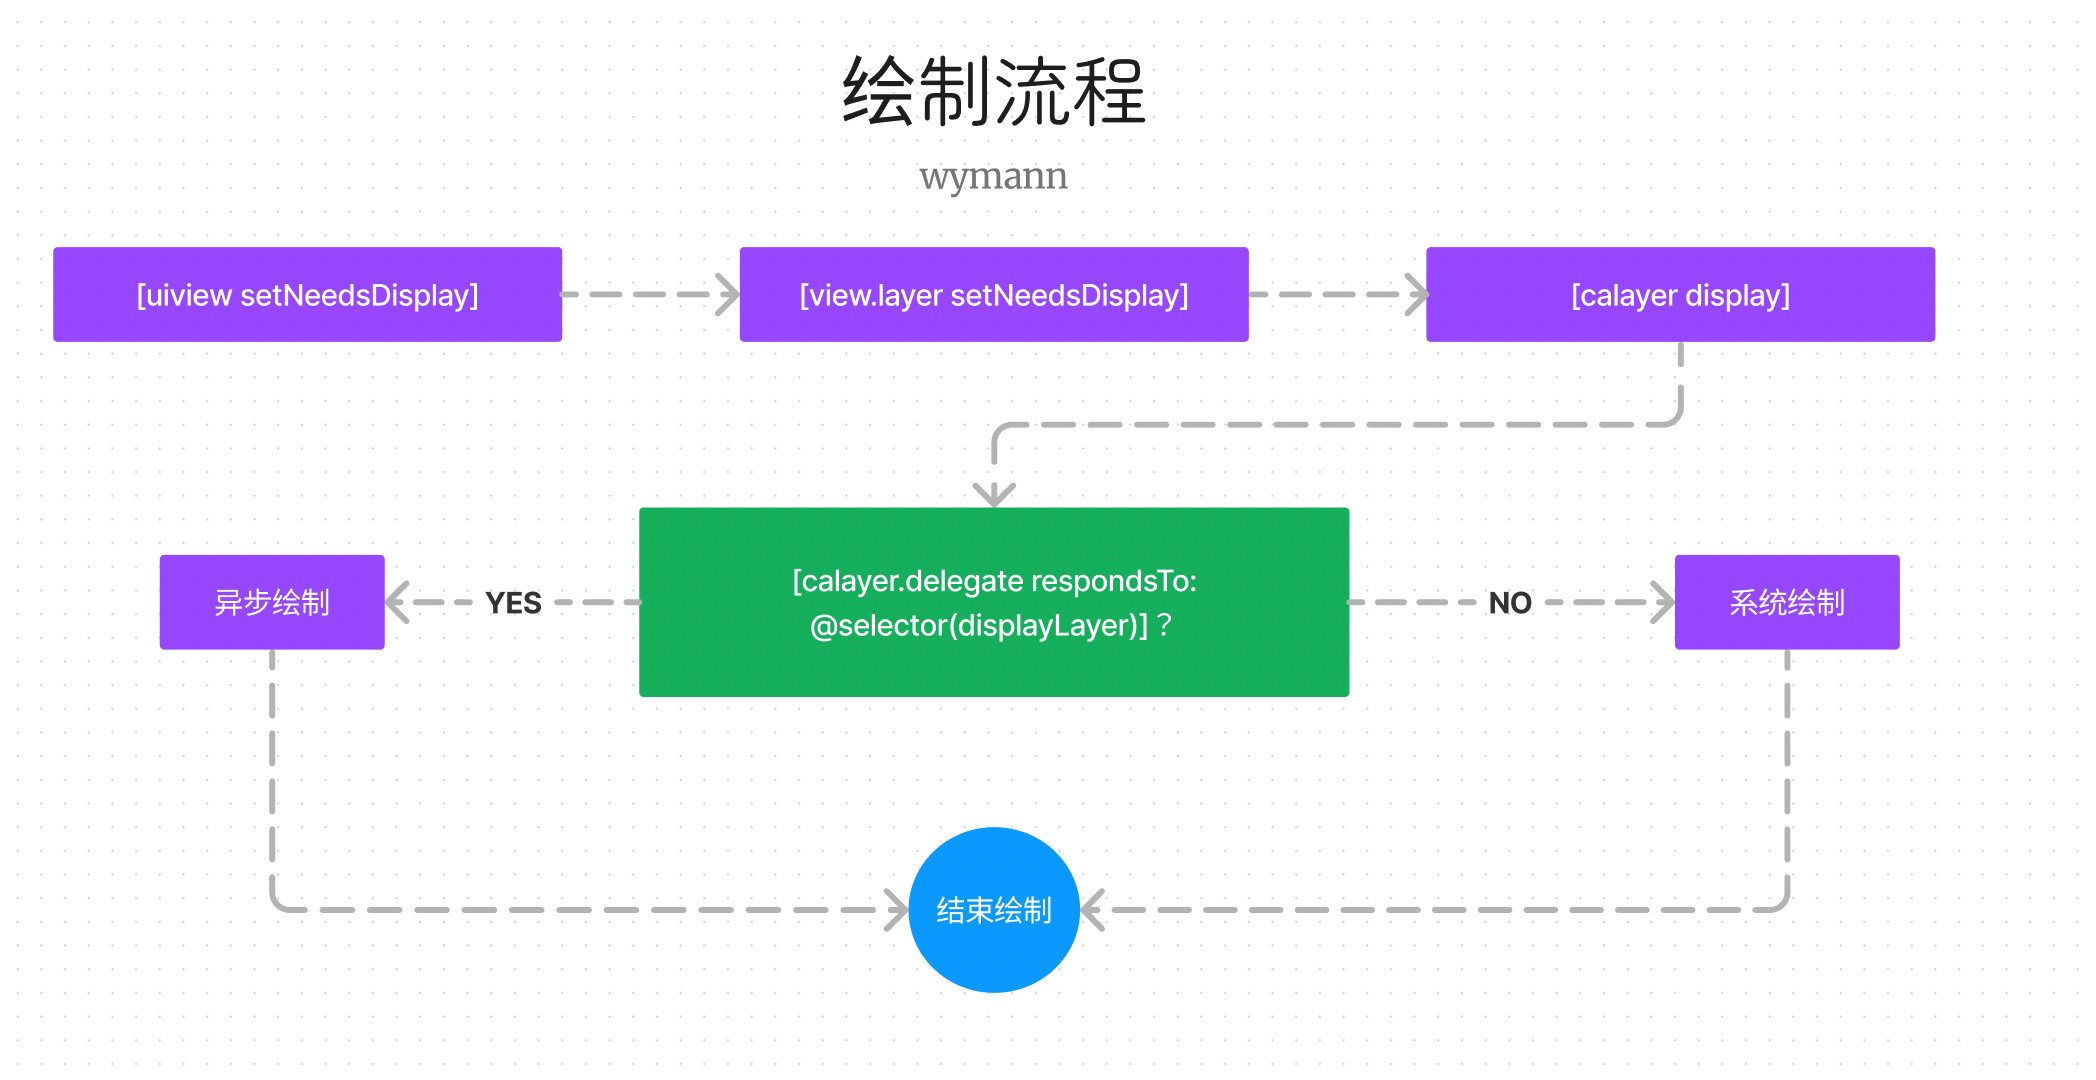 绘制流程
wymann
[uiview setNeedsDisplay]
[view.layer setNeedsDisplay]
[calayer display]
[calayer.delegate respondsTo:
@selector(displayLayer)]？
异步绘制
YES
NO
系统绘制
结束绘制